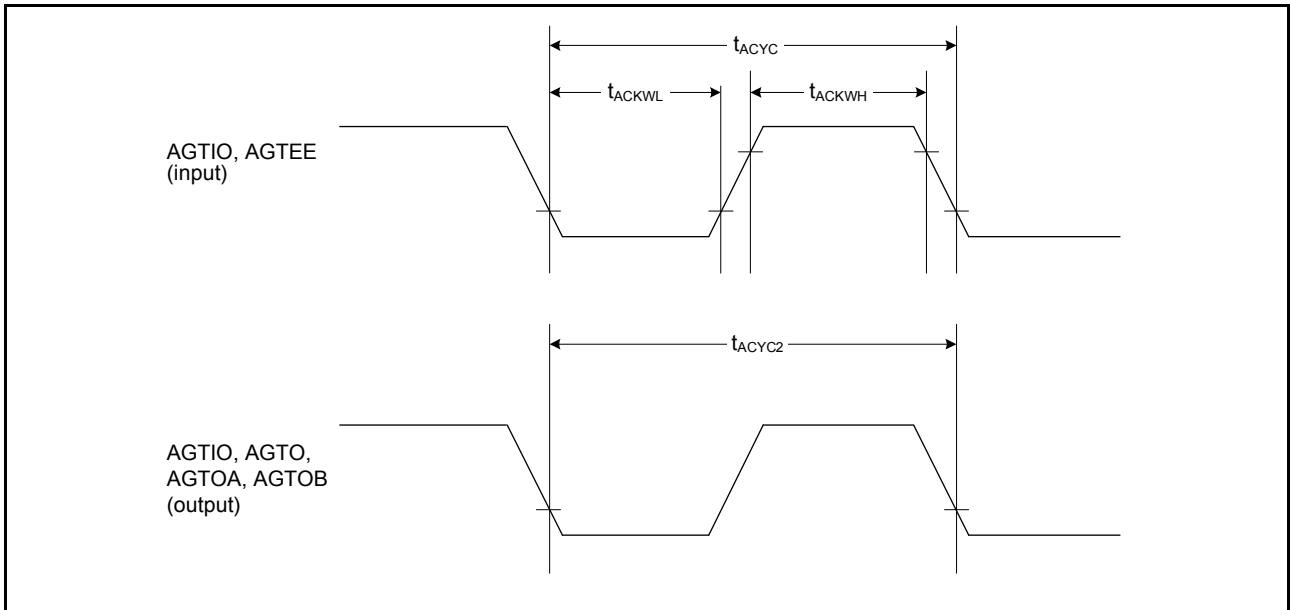 tACYC
tACKWL
tACKWH
AGTIO, AGTEE
(input)
tACYC2
AGTIO, AGTO,
AGTOA, AGTOB
(output)